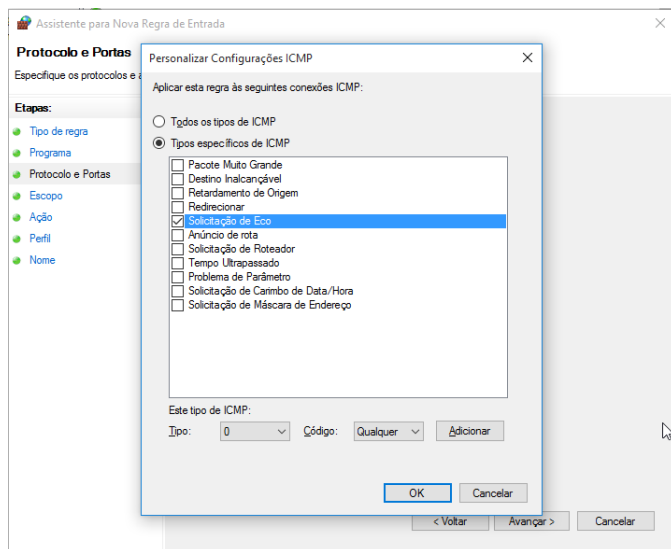 Assistente para Nova Regra de Entrada
Protocolo e Portas
Especifique os protocolos e a
Etapas:
Tipo de regra
Programa
Protocolo e Portas
Escopo
Ação
Perfil
Nome
Personalizar Configurações ICMP
Aplicar esta regra às seguintes conexões ICMP:
Todos os tipos de ICMP
Tipos específicos de ICMP
Pacote Muito Grande
Destino Inalcançável
Retardamento de Origem
Redirecionar
Solicitação de Eco
Anúncio de rota
Solicitação de Roteador
Tempo Ultrapassado
Problema de Parâmetro
Solicitação de Carimbo de Data/Hora
Solicitação de Máscara de Endereço
Este tipo de ICMP:
Tipo: 0 Código: Qualquer Adicionar
OK Cancelar
< Voltar Avançar > Cancelar